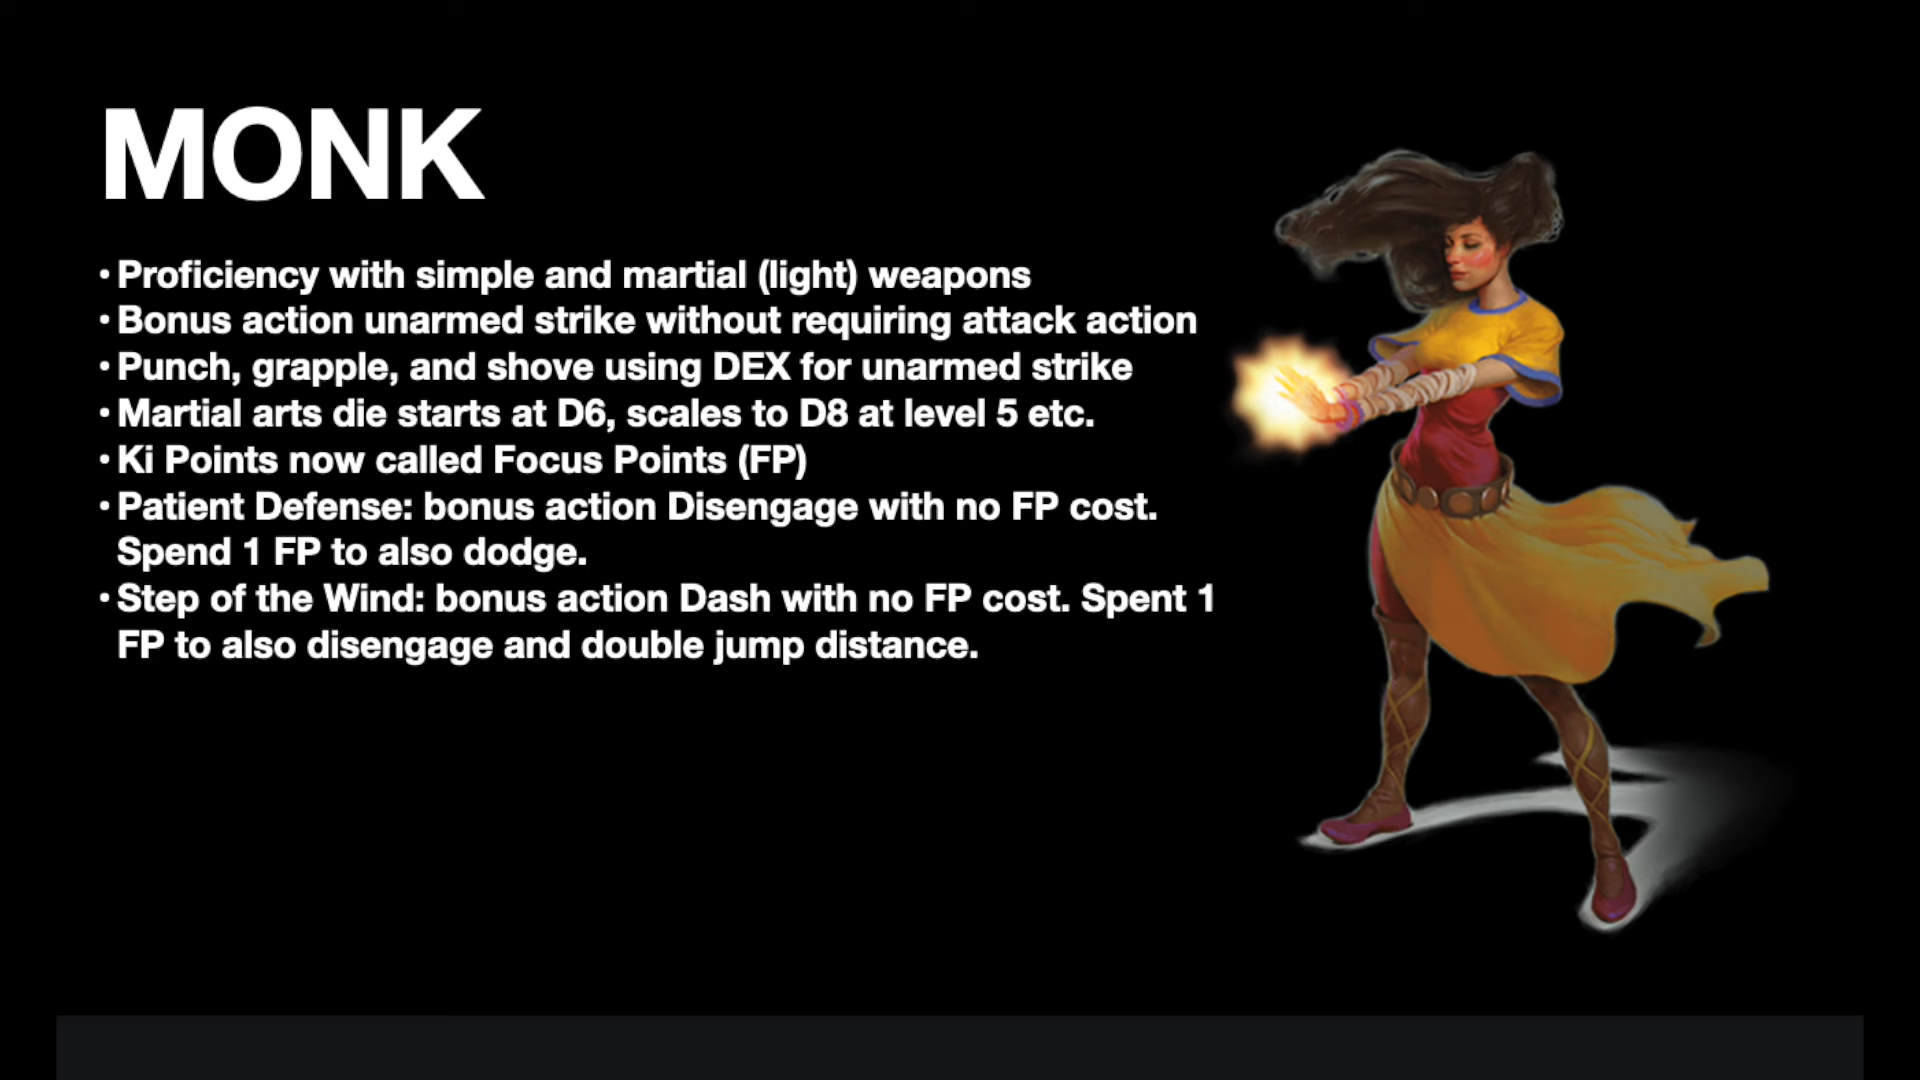 MONK
• Proficiency with simple and martial (light) weapons
• Bonus action unarmed strike without requiring attack action
• Punch, grapple, and shove using DEX for unarmed strike
• Martial arts die starts at D6, scales to D8 at level 5 etc.
• Ki Points now called Focus Points (FP)
• Patient Defense: bonus action Disengage with no FP cost.
Spend 1 FP to also dodge.
• Step of the Wind: bonus action Dash with no FP cost. Spent 1
FP to also disengage and double jump distance.